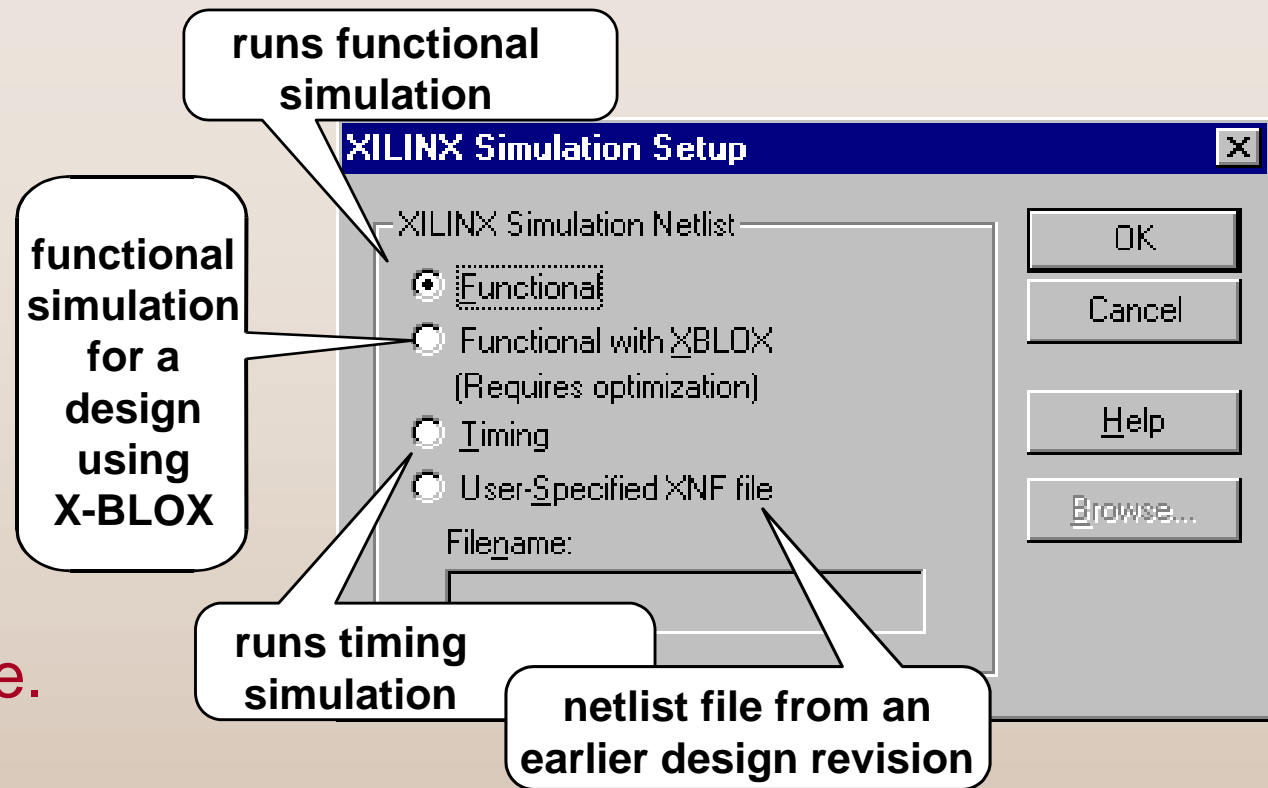 runs functional
simulation
XILINX Simulation Setup
functional
simulation
for a
design
using
X-BLOX
XILINX Simulation Netlist
Functional
Functional with XBLOX
(Requires optimization)
Timing
User-Specified XNF file
Filename:
OK
Cancel
Help
Browse...
runs timing
simulation
netlist file from an
earlier design revision
e.